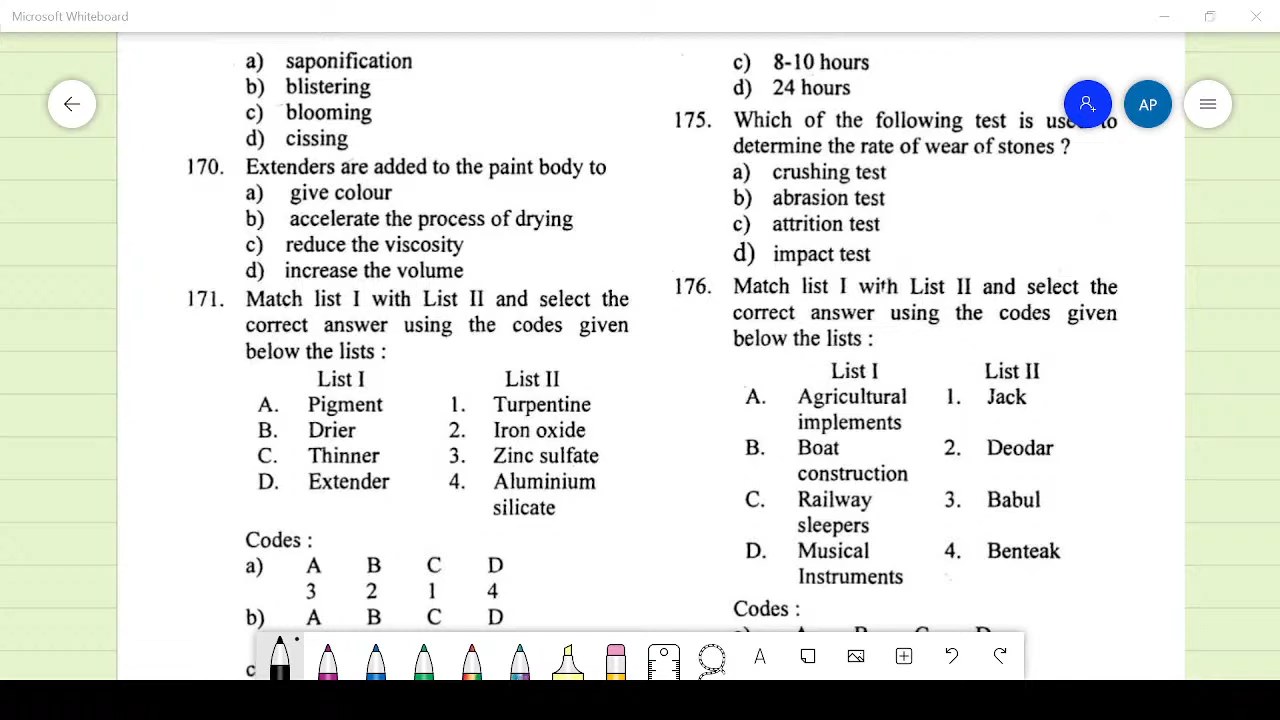 Microsoft Whiteboard
a) saponification
b) blistering
c) blooming
d) cissing
170. Extenders are added to the paint body to
a) give colour
b) accelerate the process of drying
c) reduce the viscosity
d) increase the volume
171. Match list I with List II and select the
correct answer using the codes given
below the lists :
List I List II
A. Pigment 1. Turpentine
B. Drier 2. Iron oxide
C. Thinner 3. Zinc sulfate
D. Extender 4. Aluminium
silicate
Codes :
a) A B C D
3 2 1 4
b) A B C D
c
c) 8-10 hours
d) 24 hours
AP
175. Which of the following test is used to
determine the rate of wear of stones ?
a) crushing test
b) abrasion test
c) attrition test
d) impact test
176. Match list I with List II and select the
correct answer using the codes given
below the lists :
List I List II
A. Agricultural 1. Jack
implements
B. Boat 2. Deodar
construction
C. Railway 3. Babul
sleepers
D. Musical 4. Benteak
Instruments
Codes :